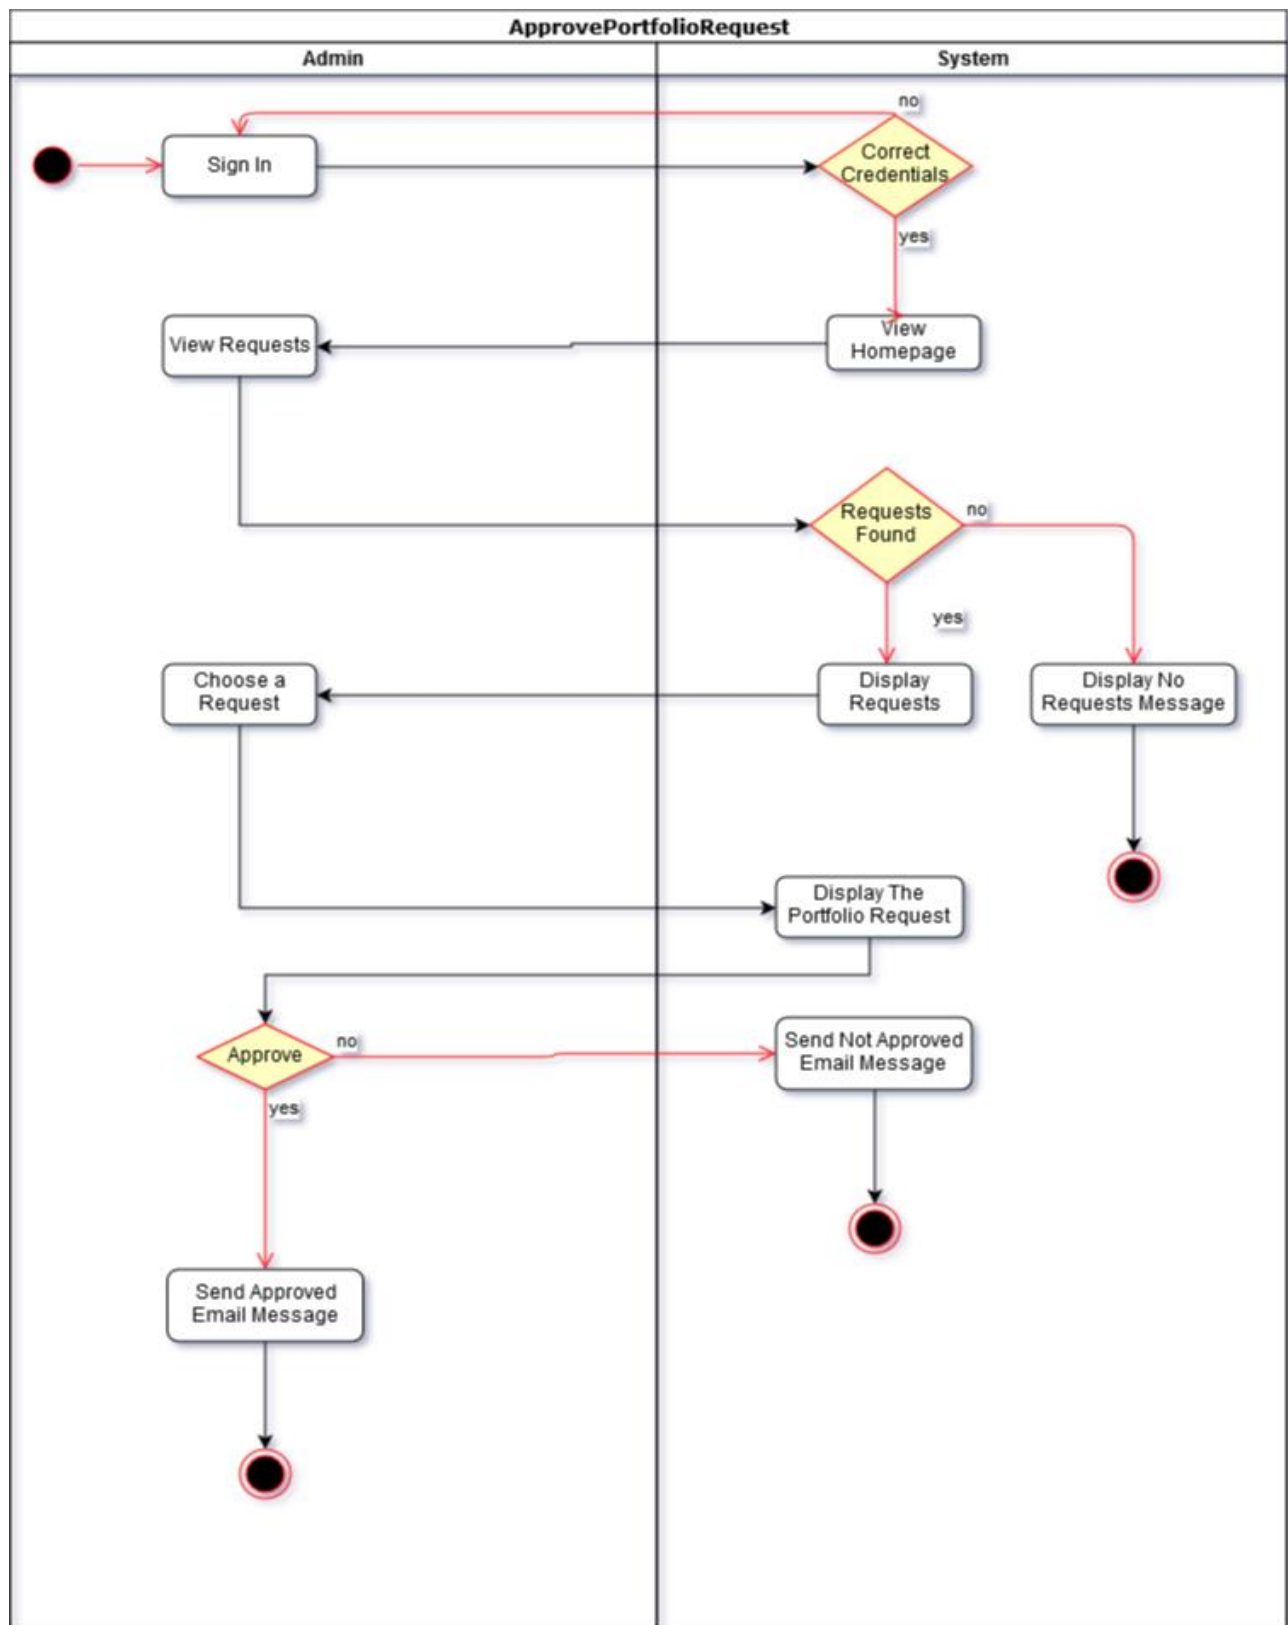 ApprovePortfolioRequest
Admin
System
no
Sign In
Correct
Credentials
yes
View Requests
View
Homepage
Requests
Found
no
yes
Choose a
Request
Display
Requests
Display No
Requests Message
Display The
Portfolio Request
Approve
no
Send Not Approved
Email Message
yes
Send Approved
Email Message